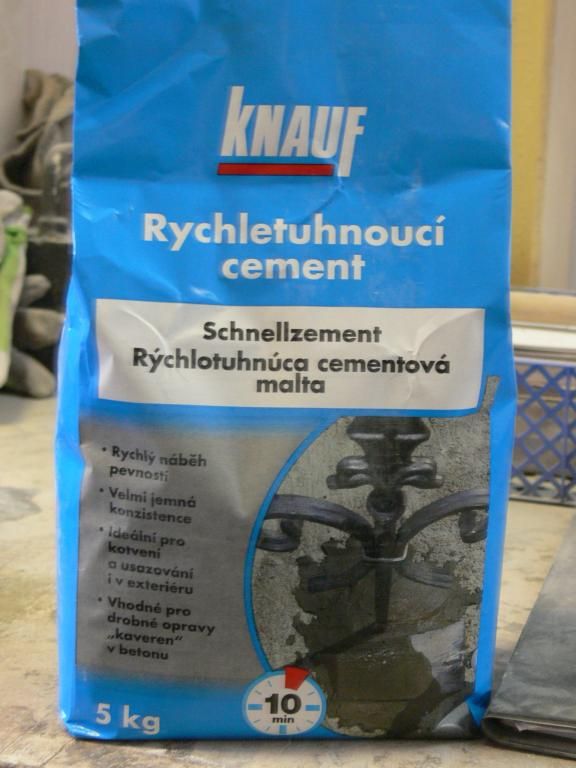 KNAUF
Rychletuhnoucí
cement
Schnellzement
Rýchlotuhnúca cementová
malta
• Rychlý náběh
pevnosti
• Velmi jemná
konzistence
• Ideální pro
kotvení
a usazování
i v exteriéru
• Vhodné pro
drobné opravy
„kaveren“
v betonu
5 kg
10
min